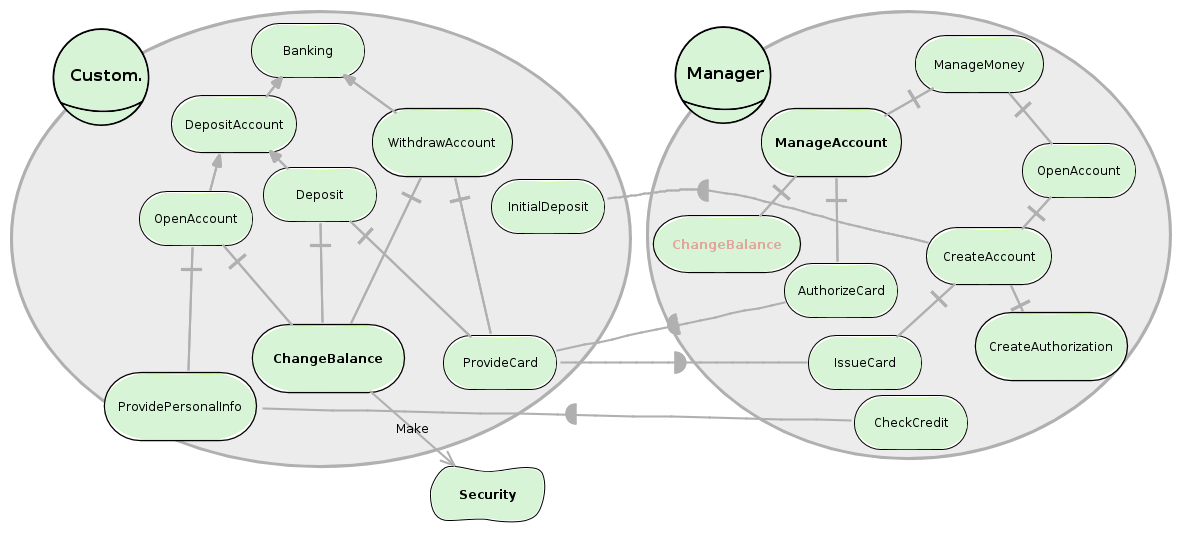 Custom.
Banking
DepositAccount
WithdrawAccount
Deposit
OpenAccount
InitialDeposit
ChangeBalance
ProvideCard
ProvidePersonalInfo
Make
Security
Manager
ManageMoney
ManageAccount
OpenAccount
ChangeBalance
CreateAccount
AuthorizeCard
CreateAuthorization
IssueCard
CheckCredit